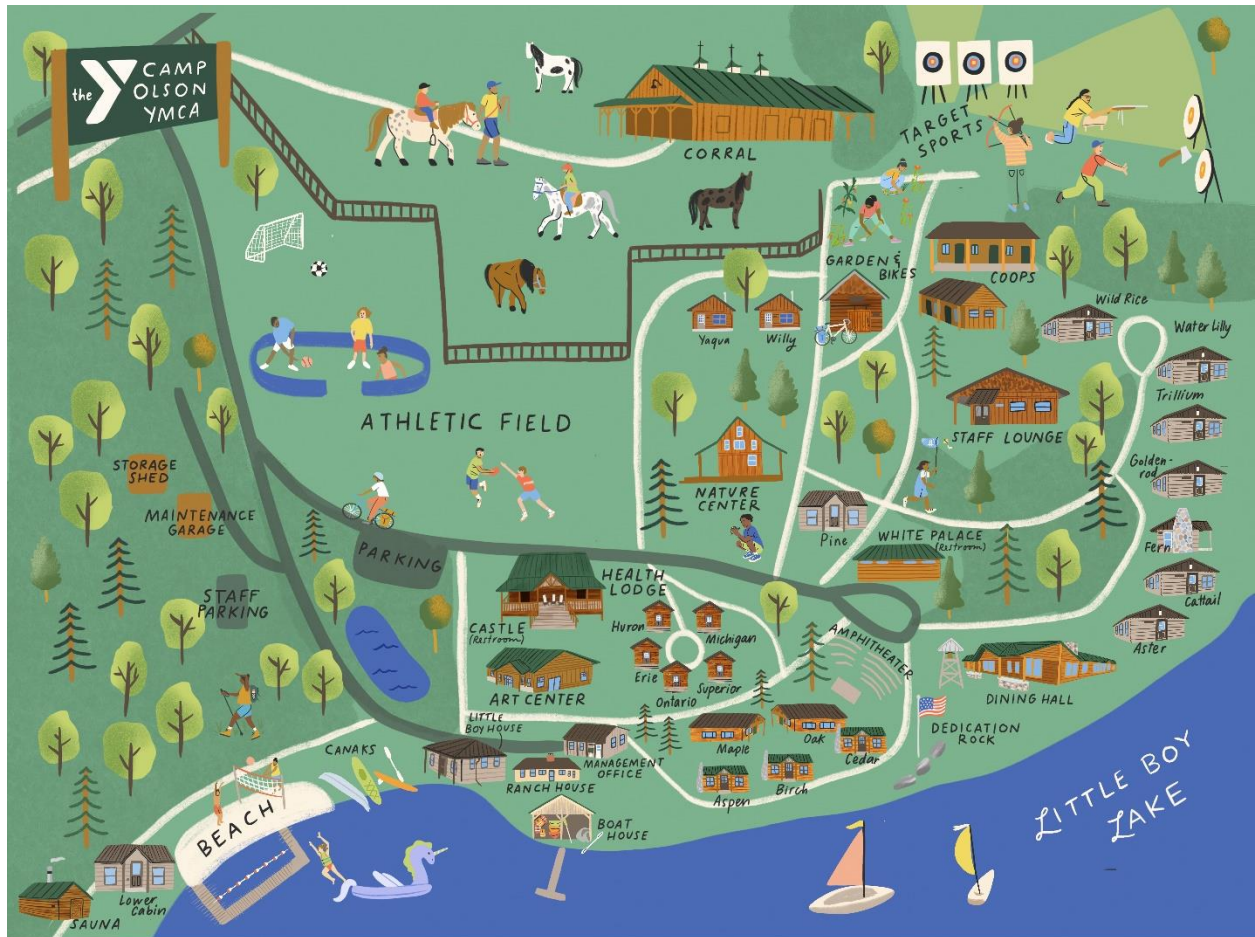 the Y CAMP
OLSON
YMCA
CORRAL
TARGET
SPORTS
GARDEN &
BIKES
COOPS
Wild Rice
Water Lilly
Yaqua
Willy
Trillium
ATHLETIC FIELD
STAFF LOUNGE
Golden-
rod
STORAGE
SHED
MAINTENANCE
GARAGE
NATURE
CENTER
Pine
WHITE PALACE
(Restroom)
Fern
PARKING
STAFF
PARKING
HEALTH
LODGE
Cattail
CASTLE
(Restroom)
Huron
Michigan
AMPHITHEATER
Aster
Erie
Superior
Ontario
ART CENTER
DINING HALL
LITTLE
BOY HOUSE
CANAKS
MANAGEMENT
OFFICE
Maple
Oak
Cedar
DEDICATION
ROCK
RANCH HOUSE
Aspen
Birch
BEACH
BOAT
HOUSE
LITTLE BOY
LAKE
Lower
Cabin
SAUNA